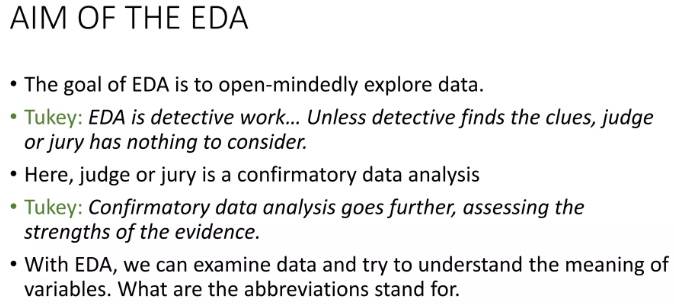 AIM OF THE EDA
• The goal of EDA is to open-mindedly explore data.
• Tukey: EDA is detective work... Unless detective finds the clues, judge
or jury has nothing to consider.
• Here, judge or jury is a confirmatory data analysis
• Tukey: Confirmatory data analysis goes further, assessing the
strengths of the evidence.
• With EDA, we can examine data and try to understand the meaning of
variables. What are the abbreviations stand for.